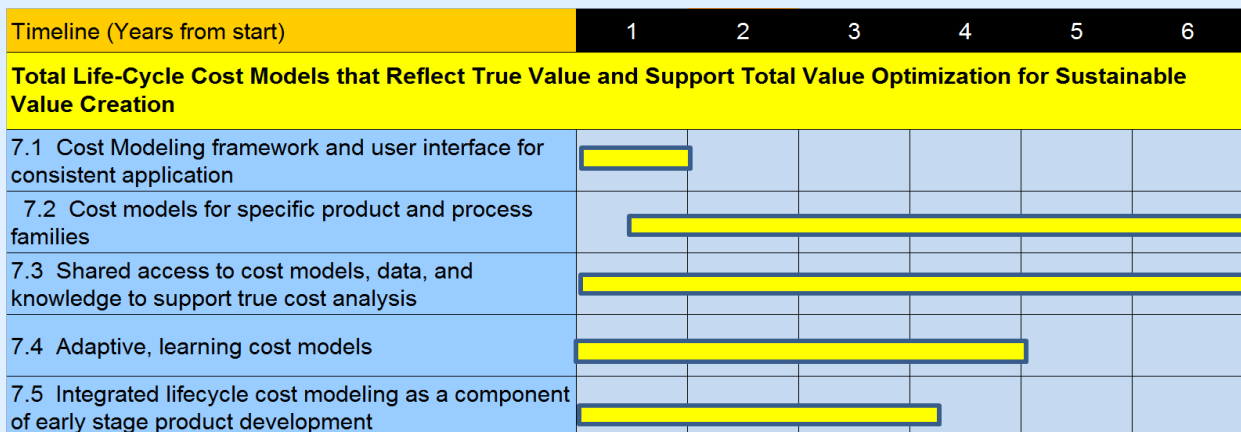 Timeline (Years from start) 1 2 3 4 5 6
Total Life-Cycle Cost Models that Reflect True Value and Support Total Value Optimization for Sustainable
Value Creation
7.1 Cost Modeling framework and user interface for
consistent application
7.2 Cost models for specific product and process
families
7.3 Shared access to cost models, data, and
knowledge to support true cost analysis
7.4 Adaptive, learning cost models
7.5 Integrated lifecycle cost modeling as a component
of early stage product development